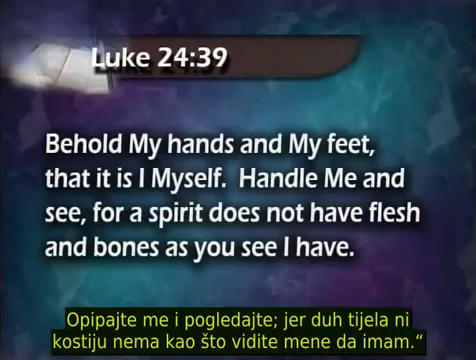 Luke 24:39
Behold My hands and My feet,
that it is I Myself.  Handle Me and
see, for a spirit does not have flesh
and bones as you see I have.
Opipajte me i pogledajte; jer duh tijela ni
kostiju nema kao što vidite mene da imam.“